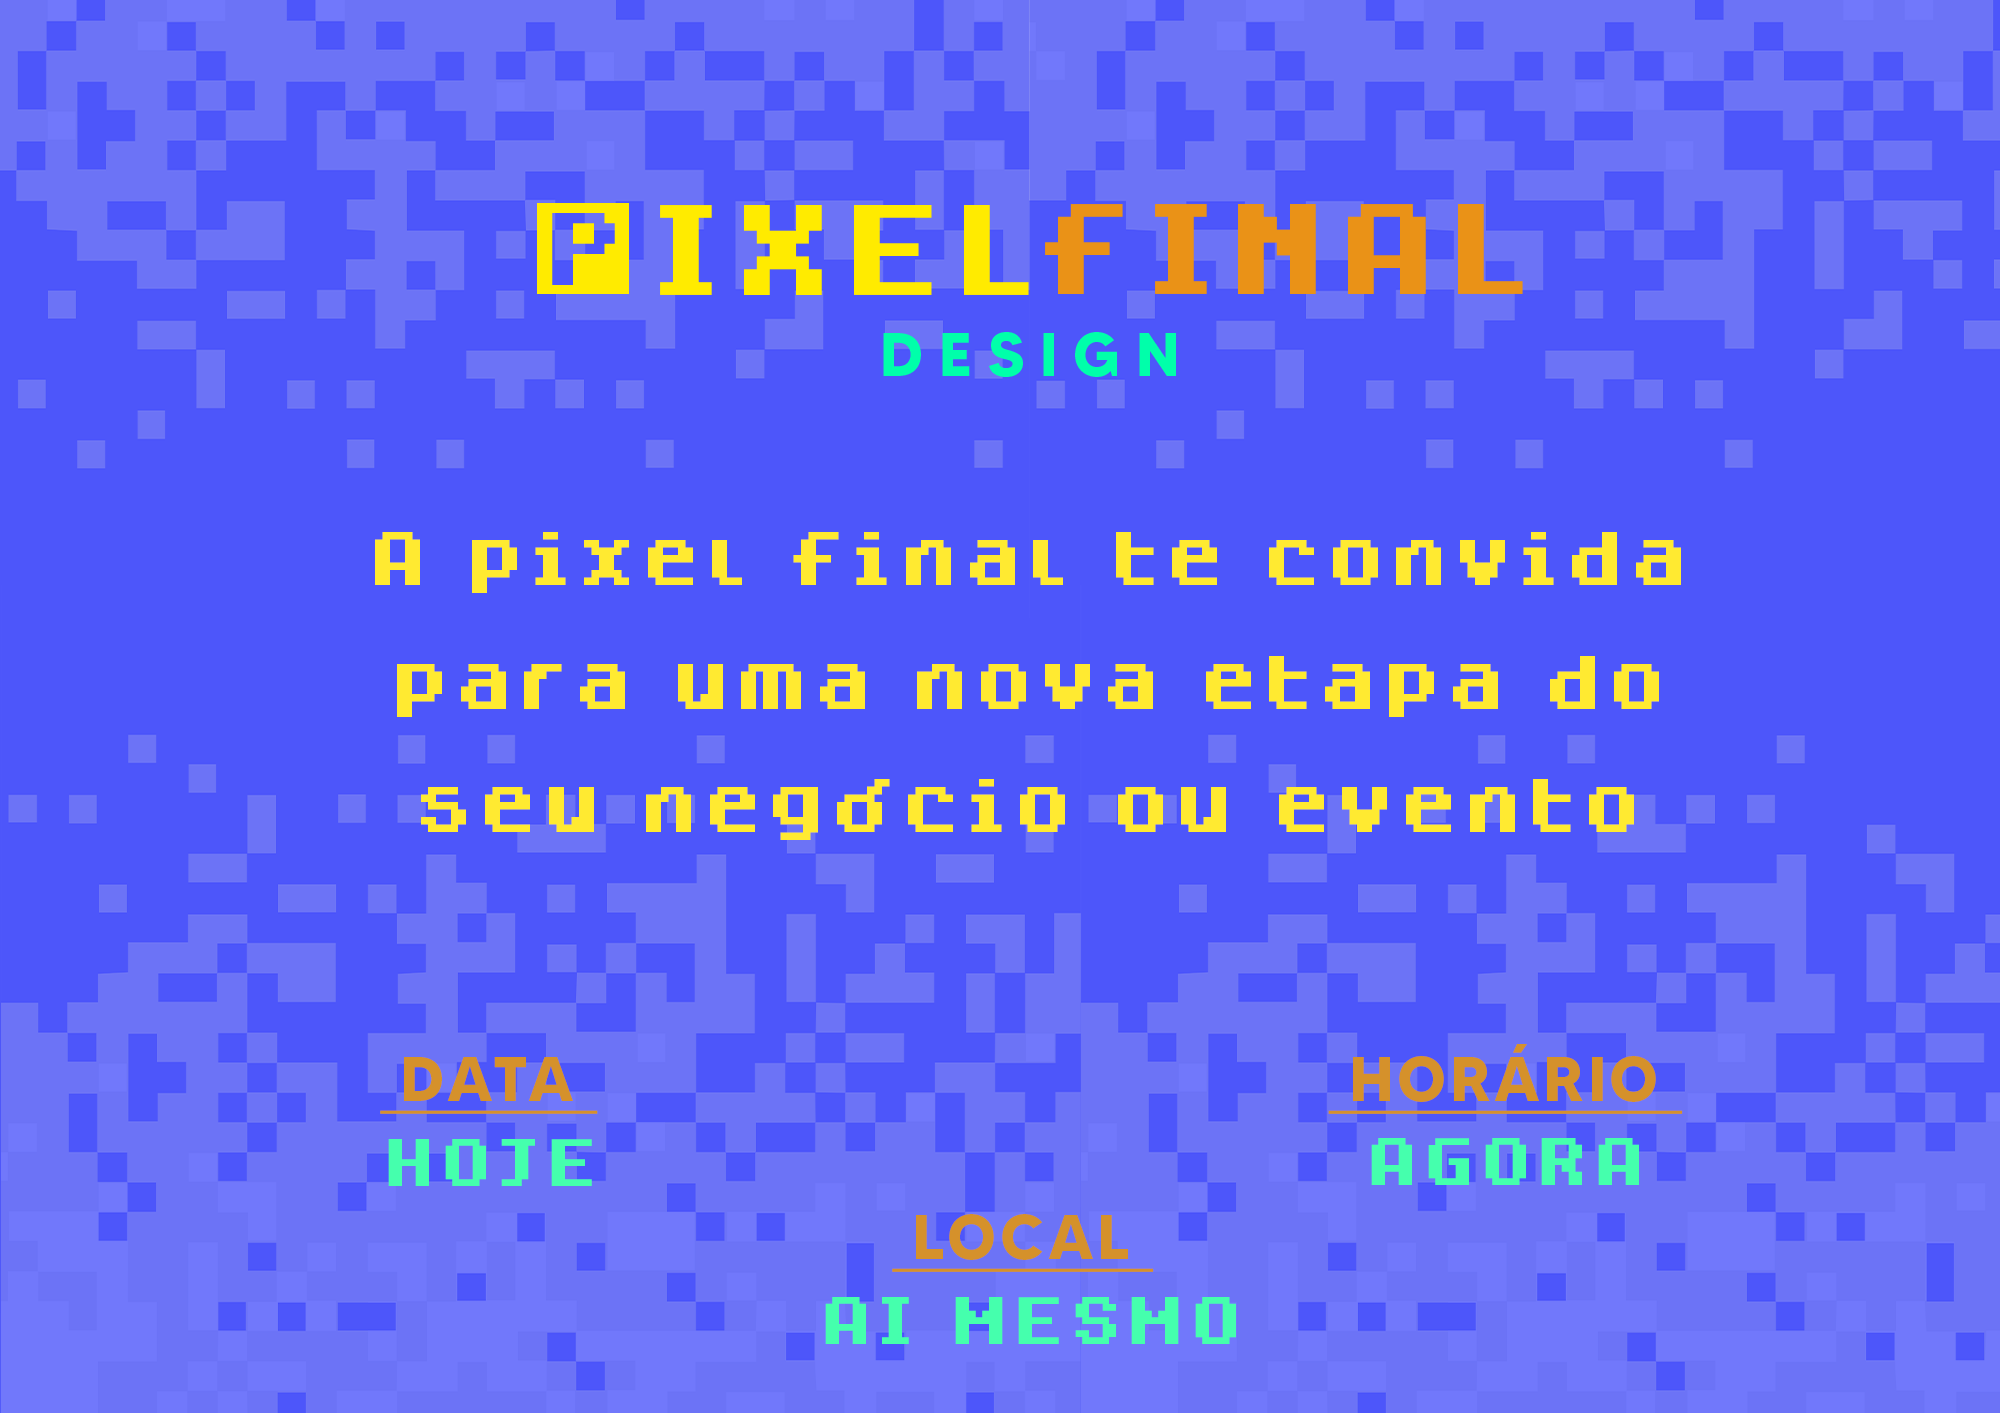 PIXELFINAL
DESIGN
A pixel final te convida
para uma nova etapa do
seu negócio ou evento
DATA
HOJE
HORÁRIO
AGORA
LOCAL
AI MESMO